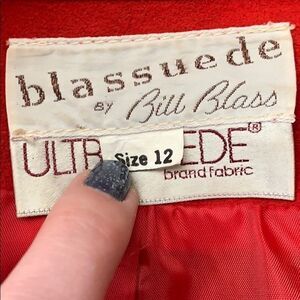 blassuede
BY Bill Blass
ULTR Size 12 EDE®
brand fabric